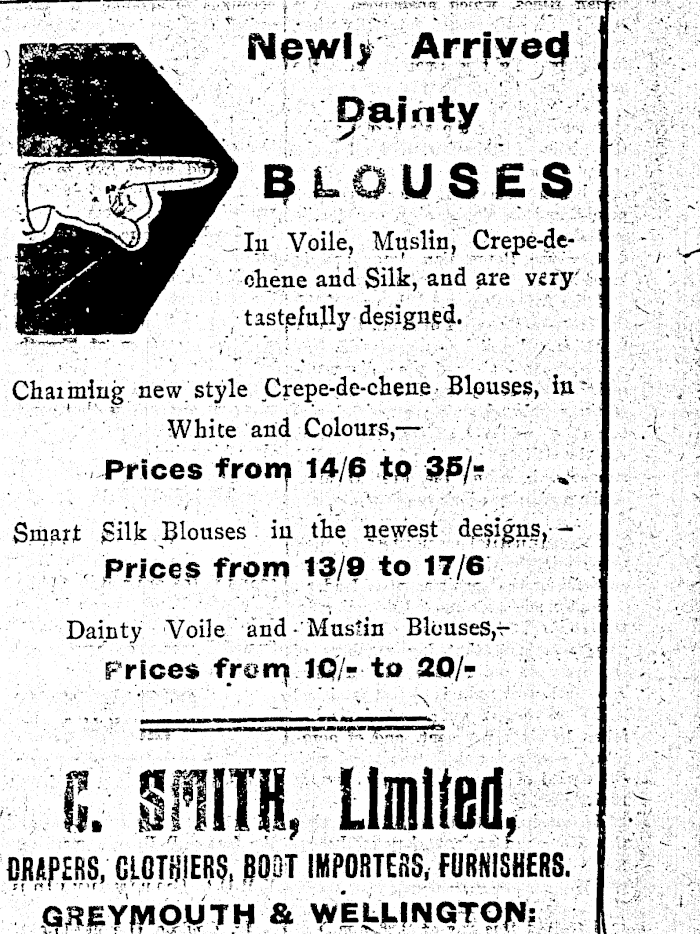 Newly Arrived
Dainty
BLOUSES
In Voile, Muslin, Crepe-de-
chene and Silk, and are very
tastefully designed.
Charming new style Crepe-de-chene Blouses, in
White and Colours,—
Prices from 14/6 to 35/-
Smart Silk Blouses in the newest designs,—
Prices from 13/9 to 17/6
Dainty Voile and Muslin Blouses,—
Prices from 10/- to 20/-
C. SMITH, Limited,
DRAPERS, CLOTHIERS, BOOT IMPORTERS, FURNISHERS.
GREYMOUTH & WELLINGTON: